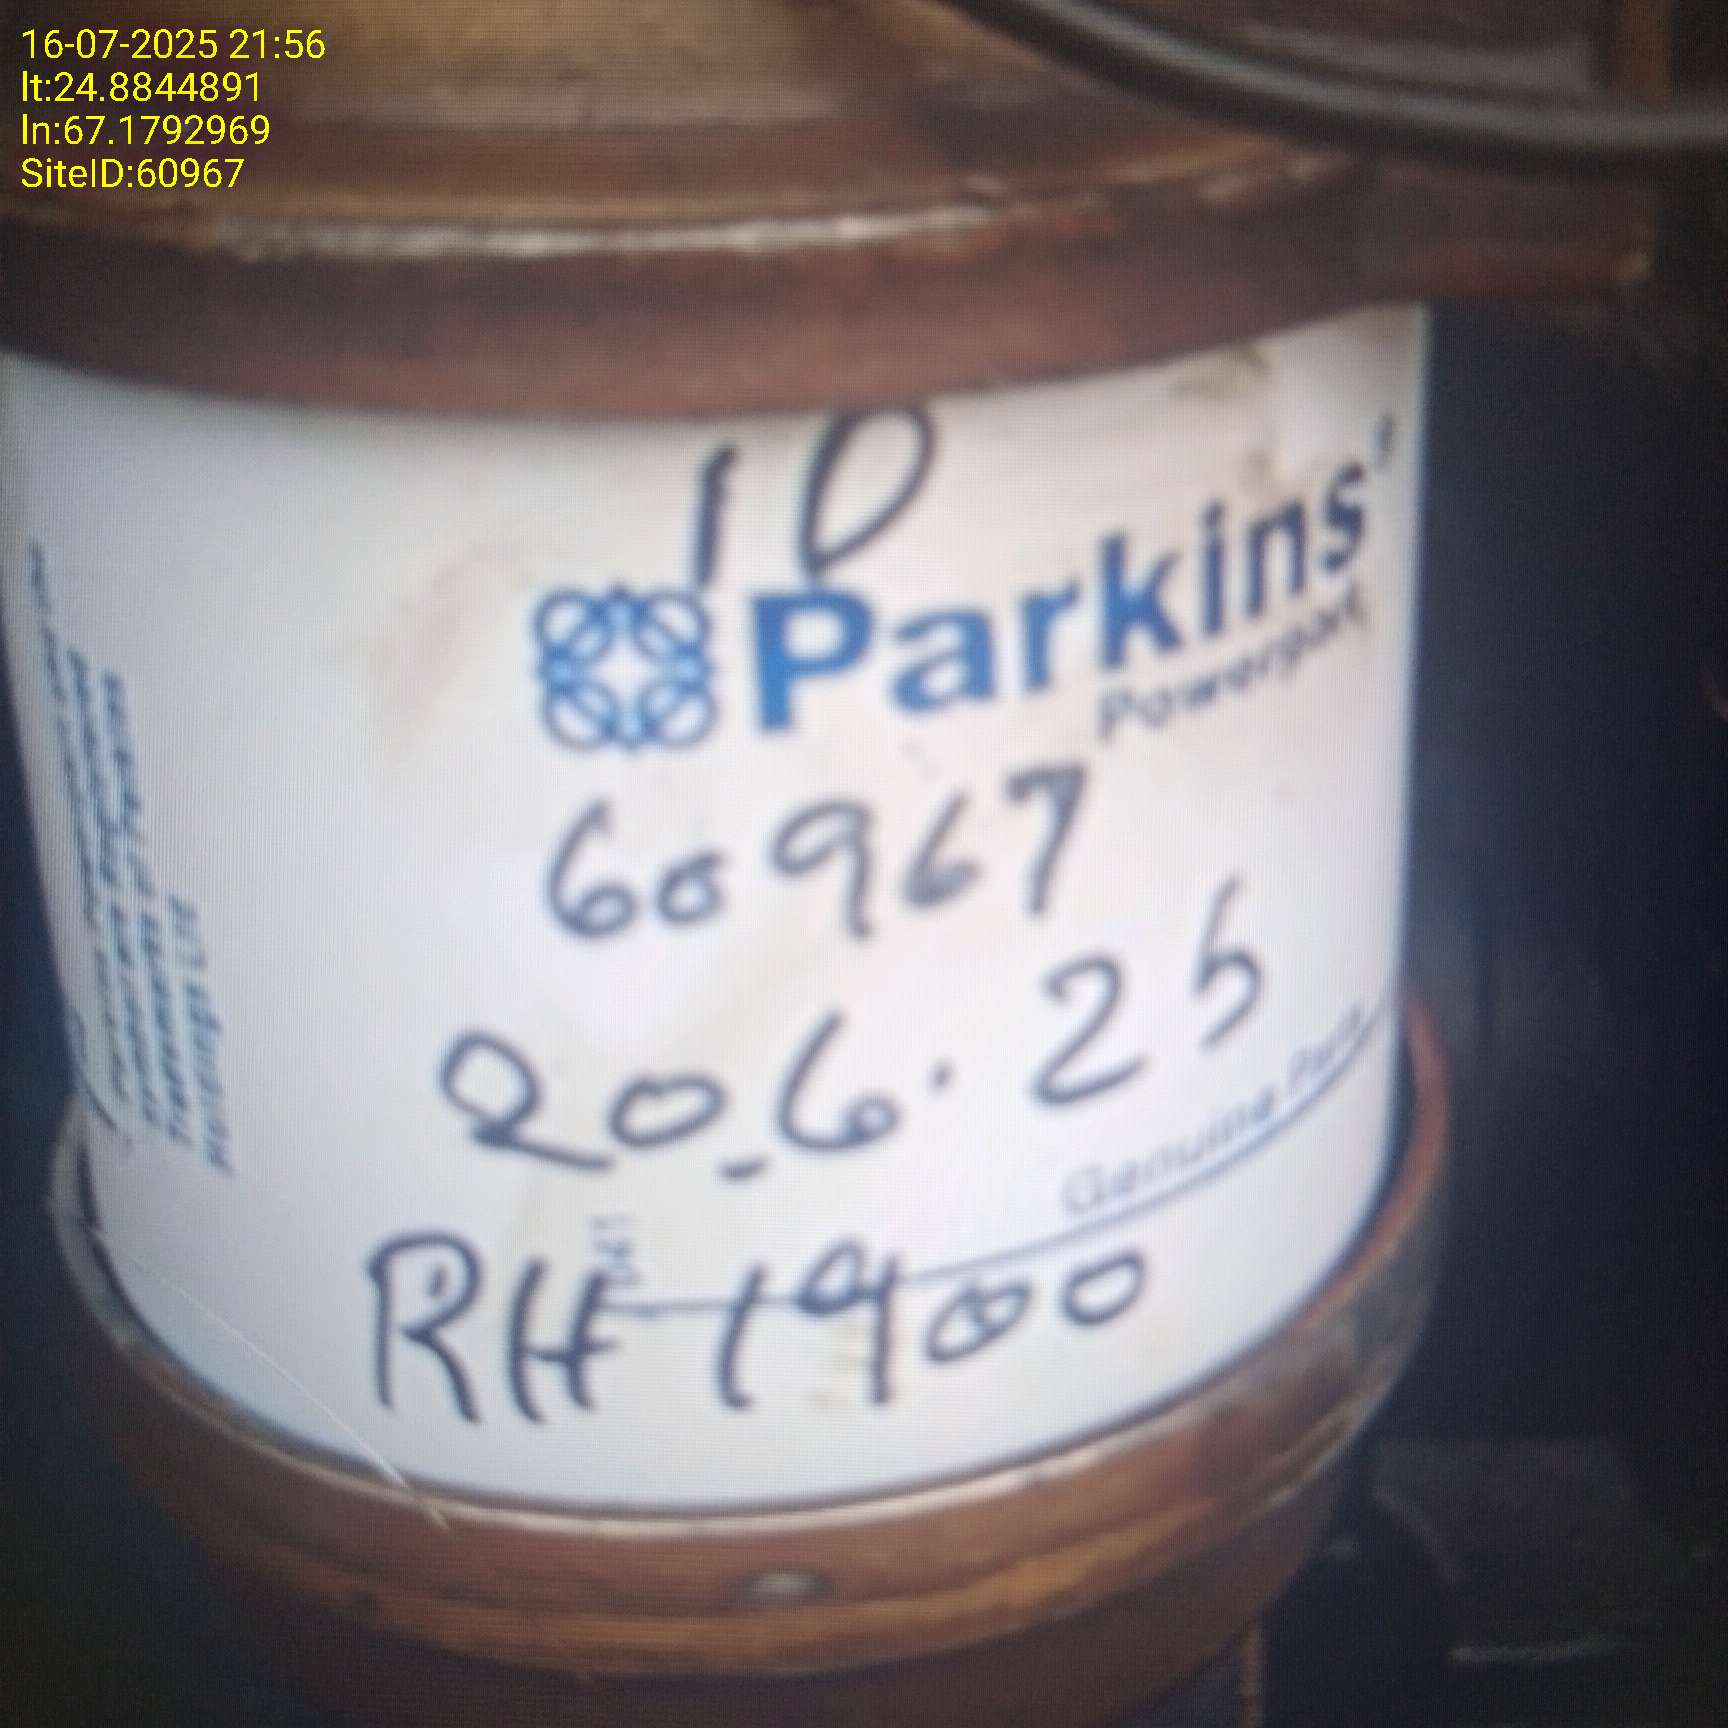 16-07-2025 21:56
lt:24.8844891
ln:67.1792969
SiteID:60967
10
Parkins
Powerpart
60967
20.6.25
Genuine Parts
RH 1900